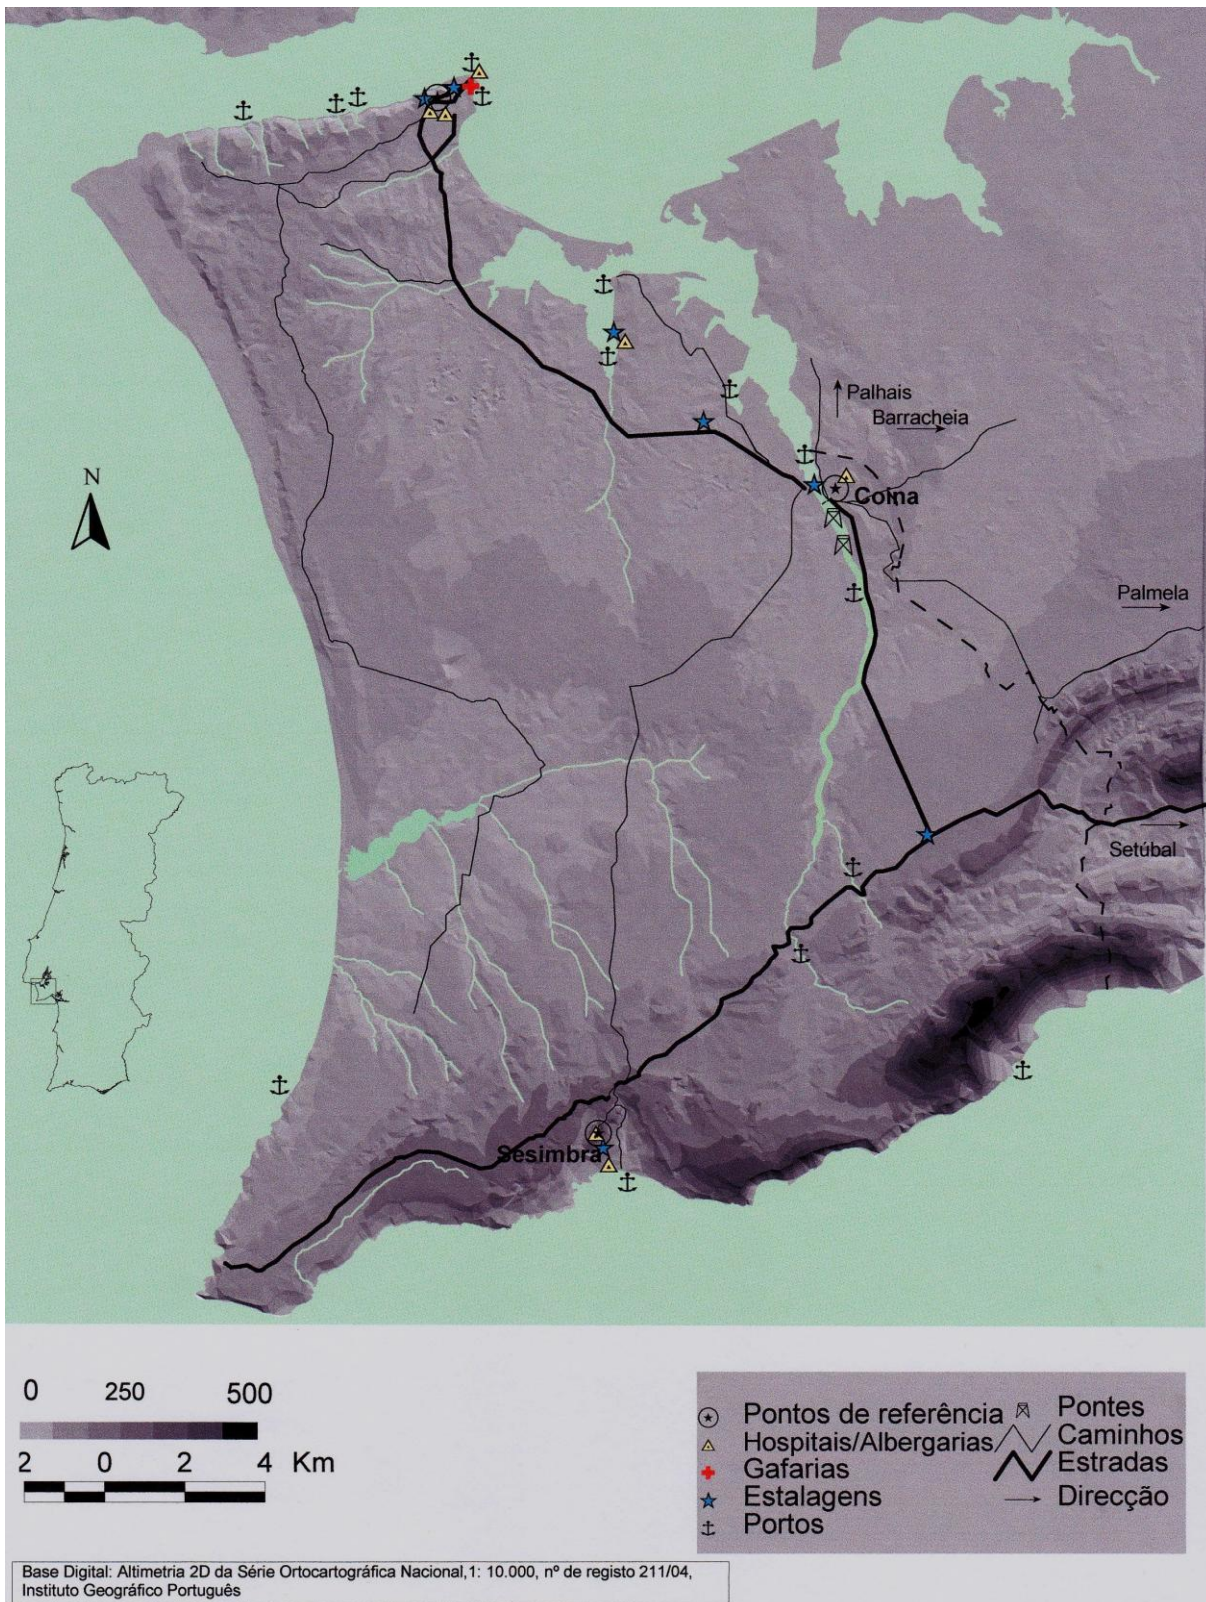 Palhais
Barracheia
N
Coina
Palmela
Setúbal
Sesimbra
0 250 500
2 0 2 4 Km
Pontos de referência
Hospitais/Albergarias
Gafarias
Estalagens
Portos
Pontes
Caminhos
Estradas
Direcção
Base Digital: Altimetria 2D da Série Ortocartográfica Nacional,1: 10.000, nº de registo 211/04,
Instituto Geográfico Português